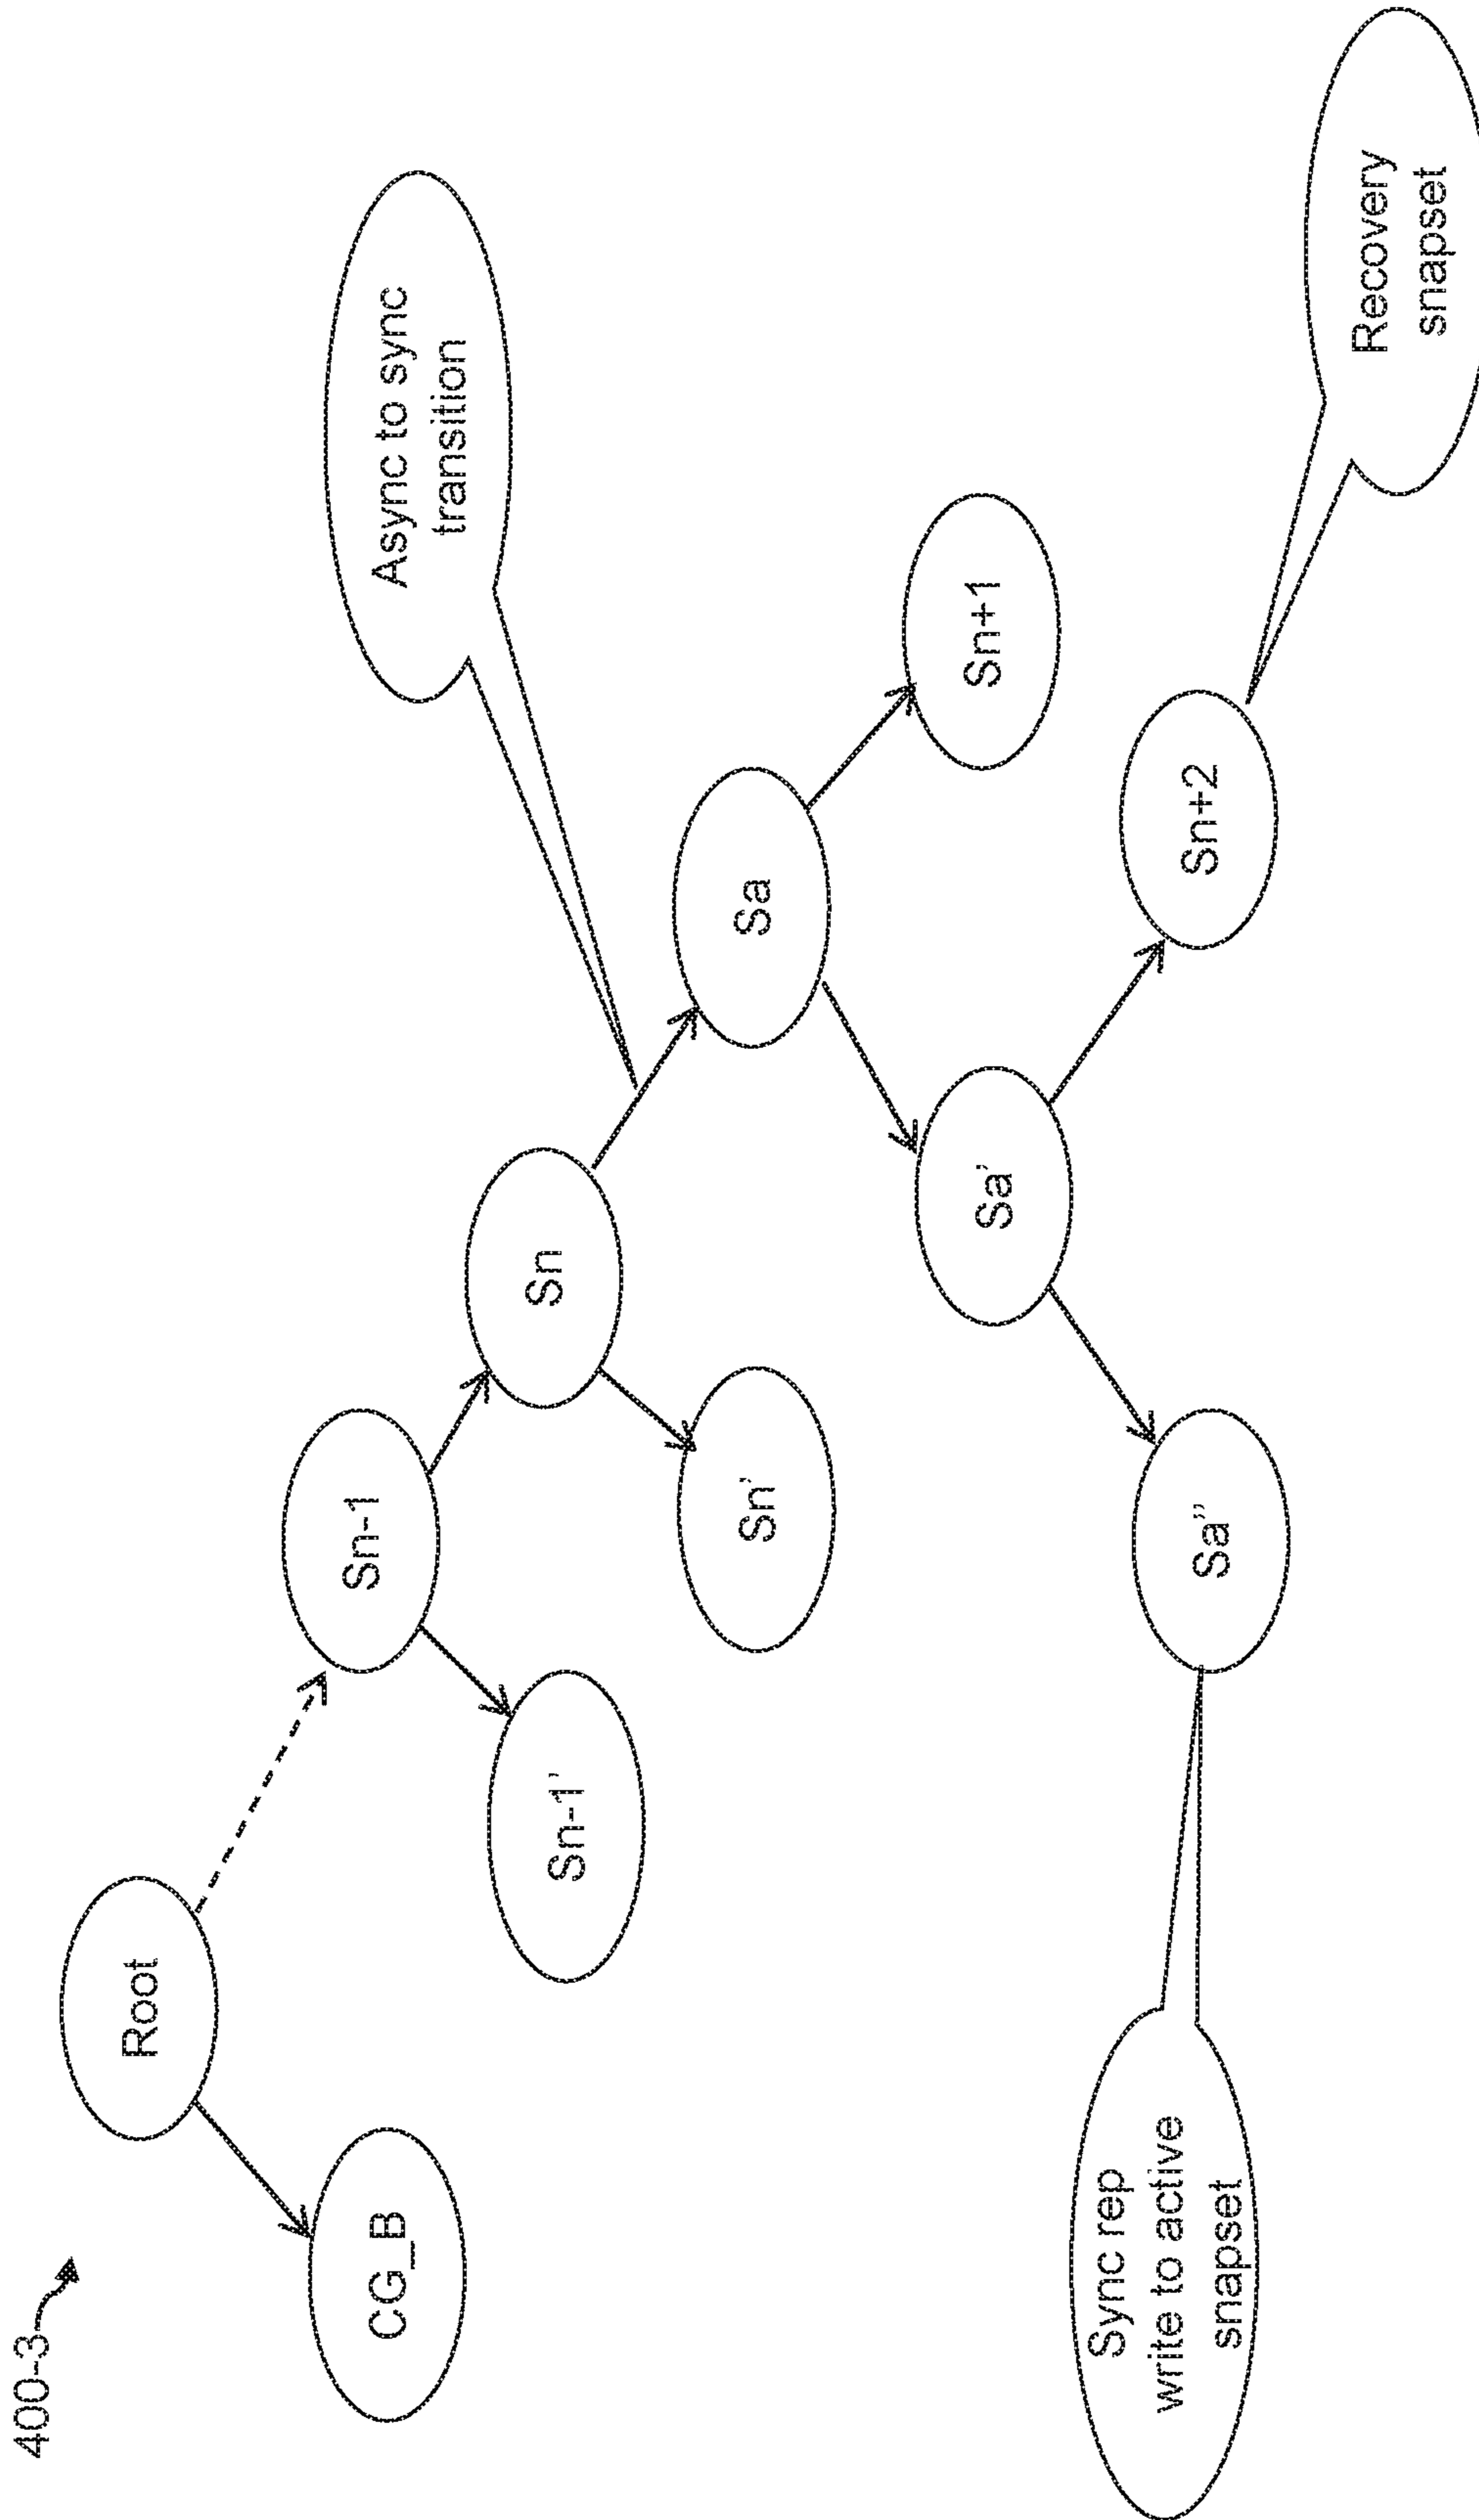 400-3
Root
CG_B
Async to sync
transition
Sn-1
Sn-1'
Sn
Sn'
Sa
Sn+1
Sa'
Sn+2
Sa''
Sync rep
write to active
snapset
Recovery
snapset